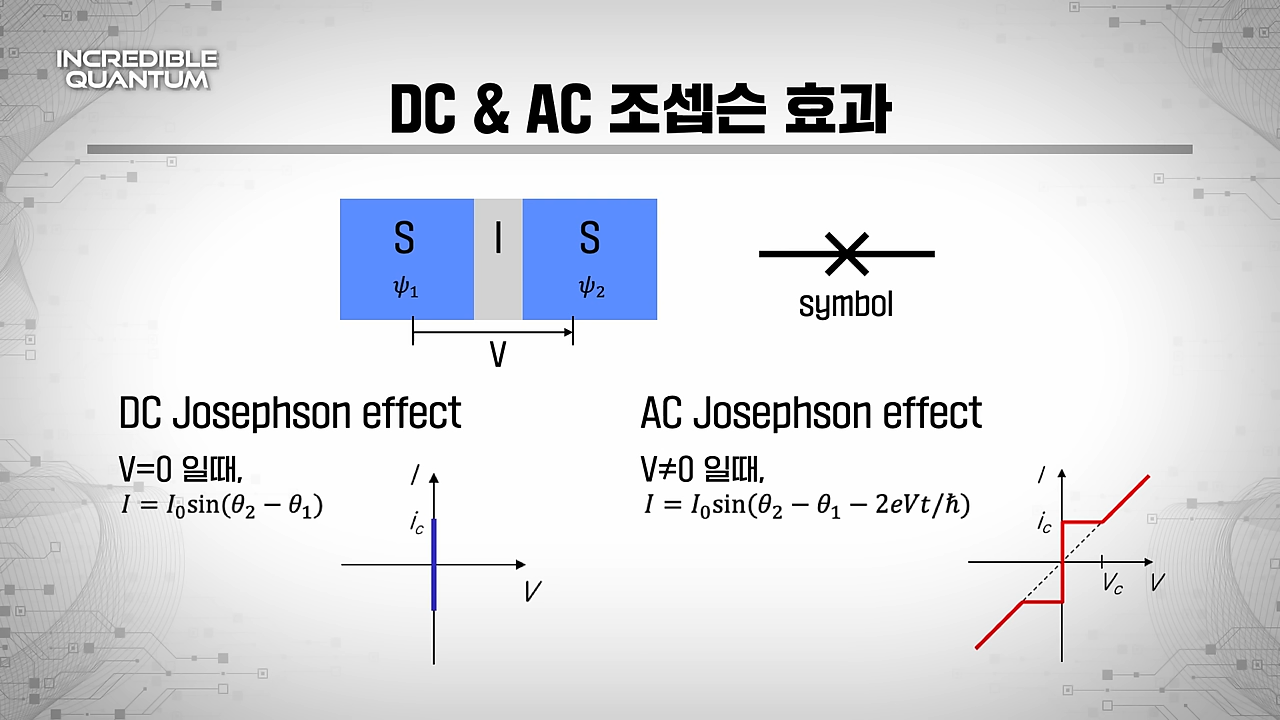 INCREDIBLE
QUANTUM
DC & AC 조셉슨 효과
S I S
ψ₁ ψ₂
V
symbol
DC Josephson effect
V=0 일때,
I = I₀sin(θ₂ − θ₁)
I
i_c
V
AC Josephson effect
V≠0 일때,
I = I₀sin(θ₂ − θ₁ − 2eVt/ℏ)
I
i_c
V_c V